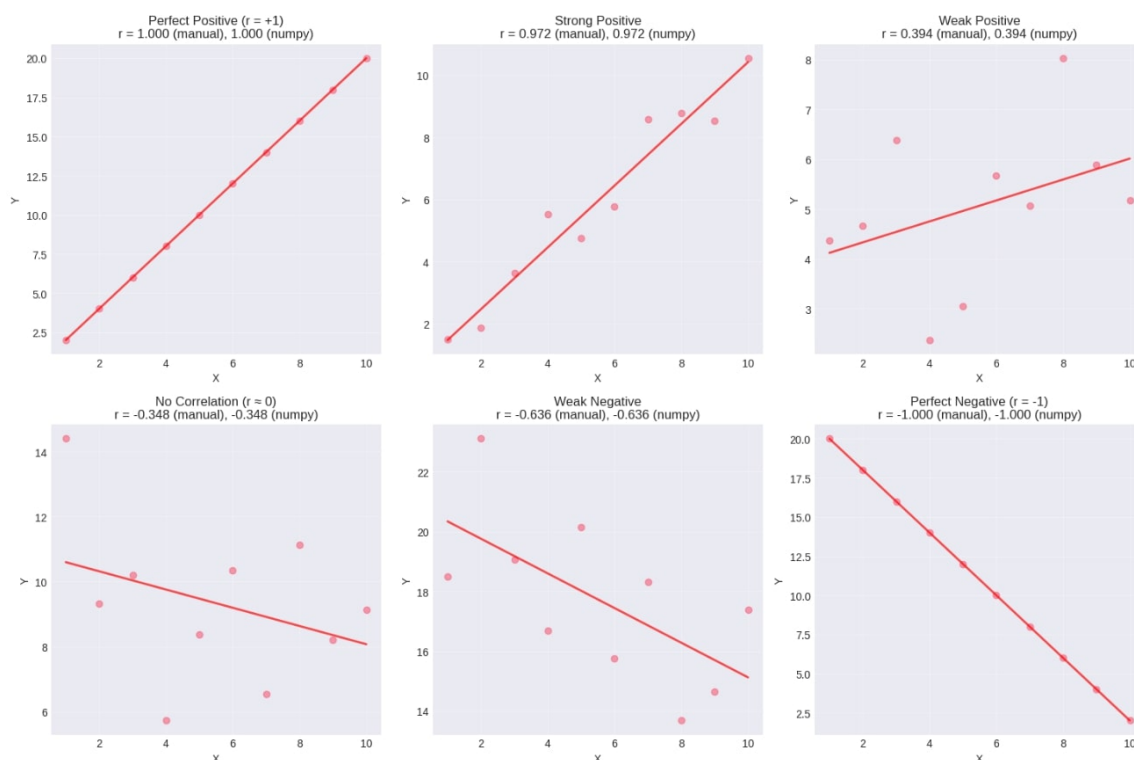 Perfect Positive (r = +1)
r = 1.000 (manual), 1.000 (numpy)
20.0
17.5
15.0
12.5
10.0
7.5
5.0
2.5
Y
2 4 6 8 10
X
Strong Positive
r = 0.972 (manual), 0.972 (numpy)
10
8
6
4
2
Y
2 4 6 8 10
X
Weak Positive
r = 0.394 (manual), 0.394 (numpy)
8
7
6
5
4
3
Y
2 4 6 8 10
X
No Correlation (r ≈ 0)
r = -0.348 (manual), -0.348 (numpy)
14
12
10
8
6
Y
2 4 6 8 10
X
Weak Negative
r = -0.636 (manual), -0.636 (numpy)
22
20
18
16
14
Y
2 4 6 8 10
X
Perfect Negative (r = -1)
r = -1.000 (manual), -1.000 (numpy)
20.0
17.5
15.0
12.5
10.0
7.5
5.0
2.5
Y
2 4 6 8 10
X